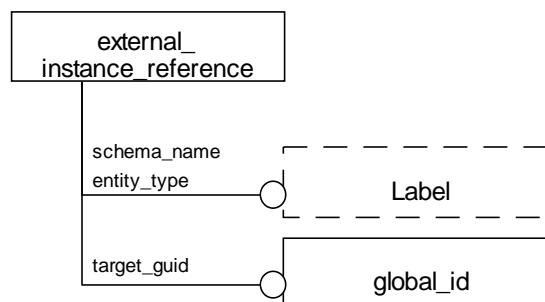 external_
instance_reference
schema_name
entity_type
Label
target_guid
global_id